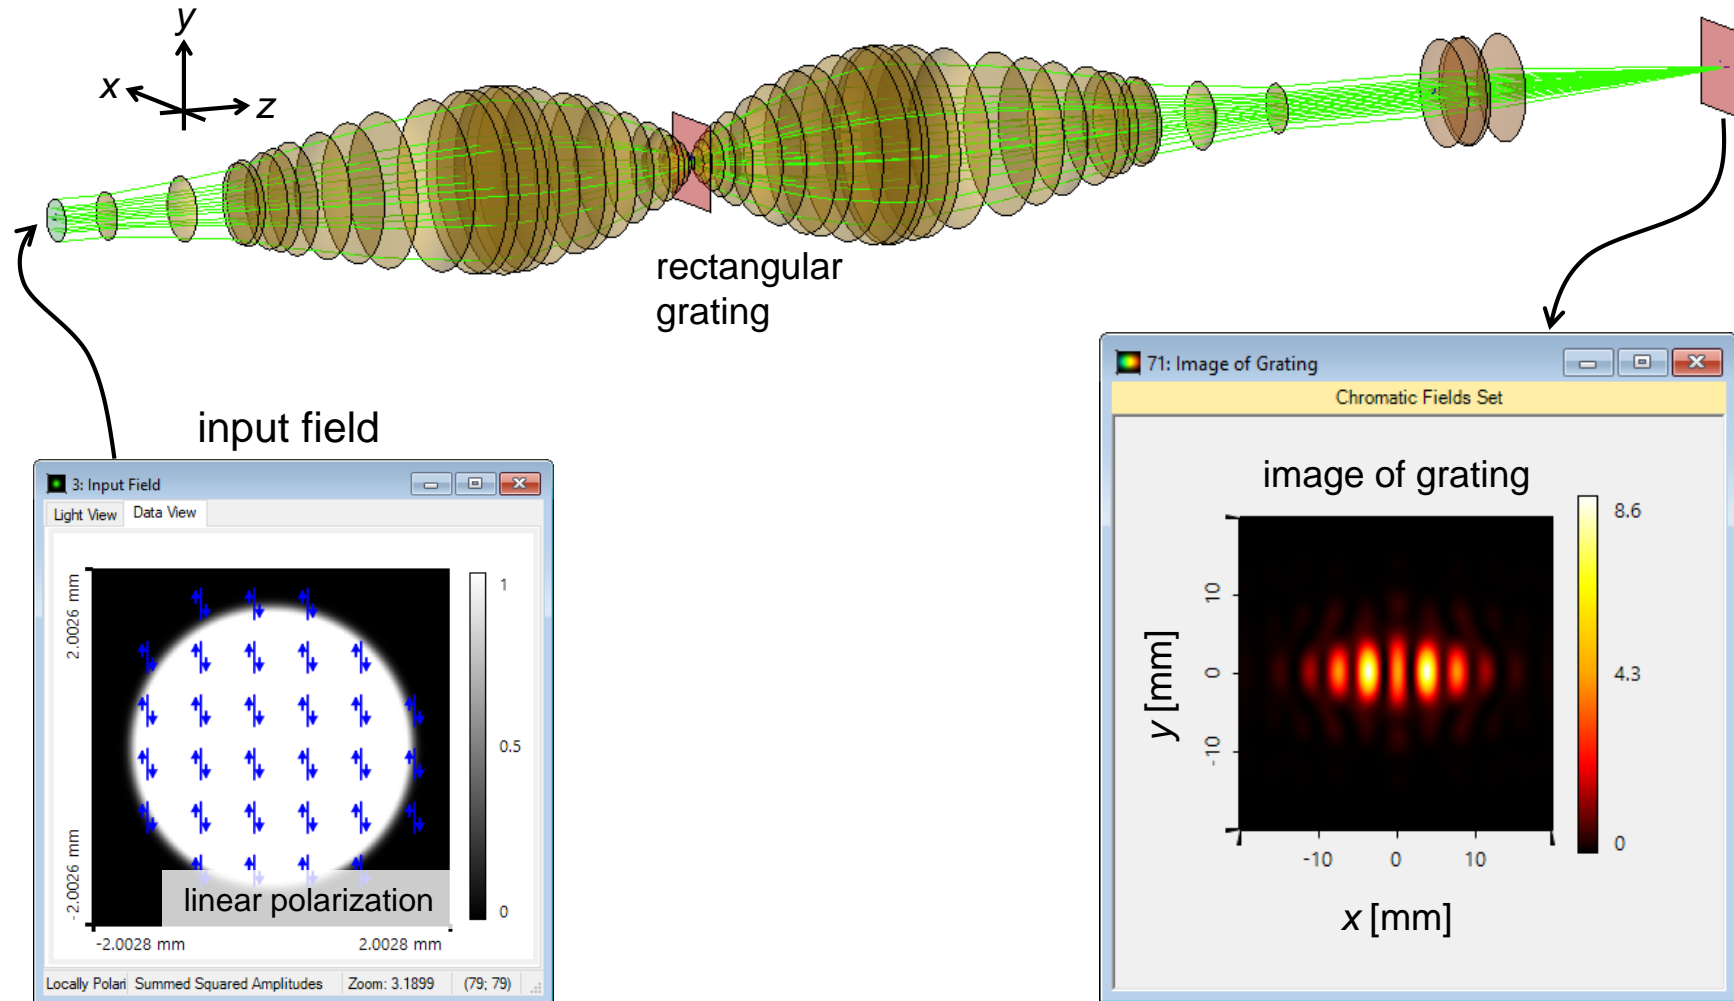 y
x
z
rectangular
grating
input field
3: Input Field
Light View Data View
2.0026 mm
-2.0026 mm
1
0.5
0
linear polarization
-2.0028 mm 2.0028 mm
Locally Polari Summed Squared Amplitudes Zoom: 3.1899 (79; 79)
71: Image of Grating
Chromatic Fields Set
image of grating
8.6
4.3
0
y [mm]
10
0
-10
-10 0 10
x [mm]